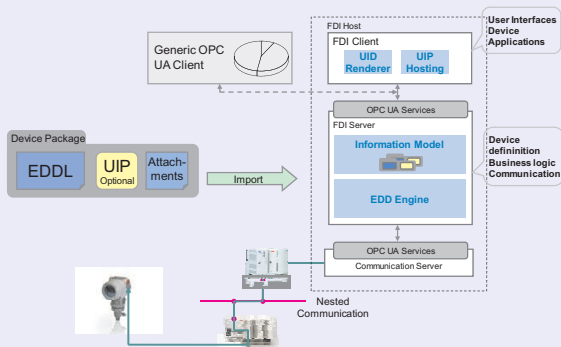 FDI Host
FDI Client
UID
Renderer
UIP
Hosting
User Interfaces
Device
Applications
Generic OPC
UA Client
OPC UA Services
FDI Server
Information Model
EDD Engine
Device
defininition
Business logic
Communication
Device Package
EDDL
UIP
Optional
Attach-
ments
Import
OPC UA Services
Communication Server
Nested
Communication